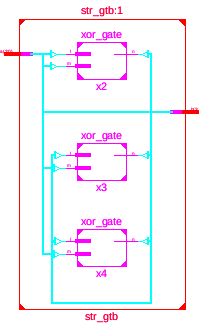 str_gtb:1
xor_gate
x2
xor_gate
x3
xor_gate
x4
str_gtb